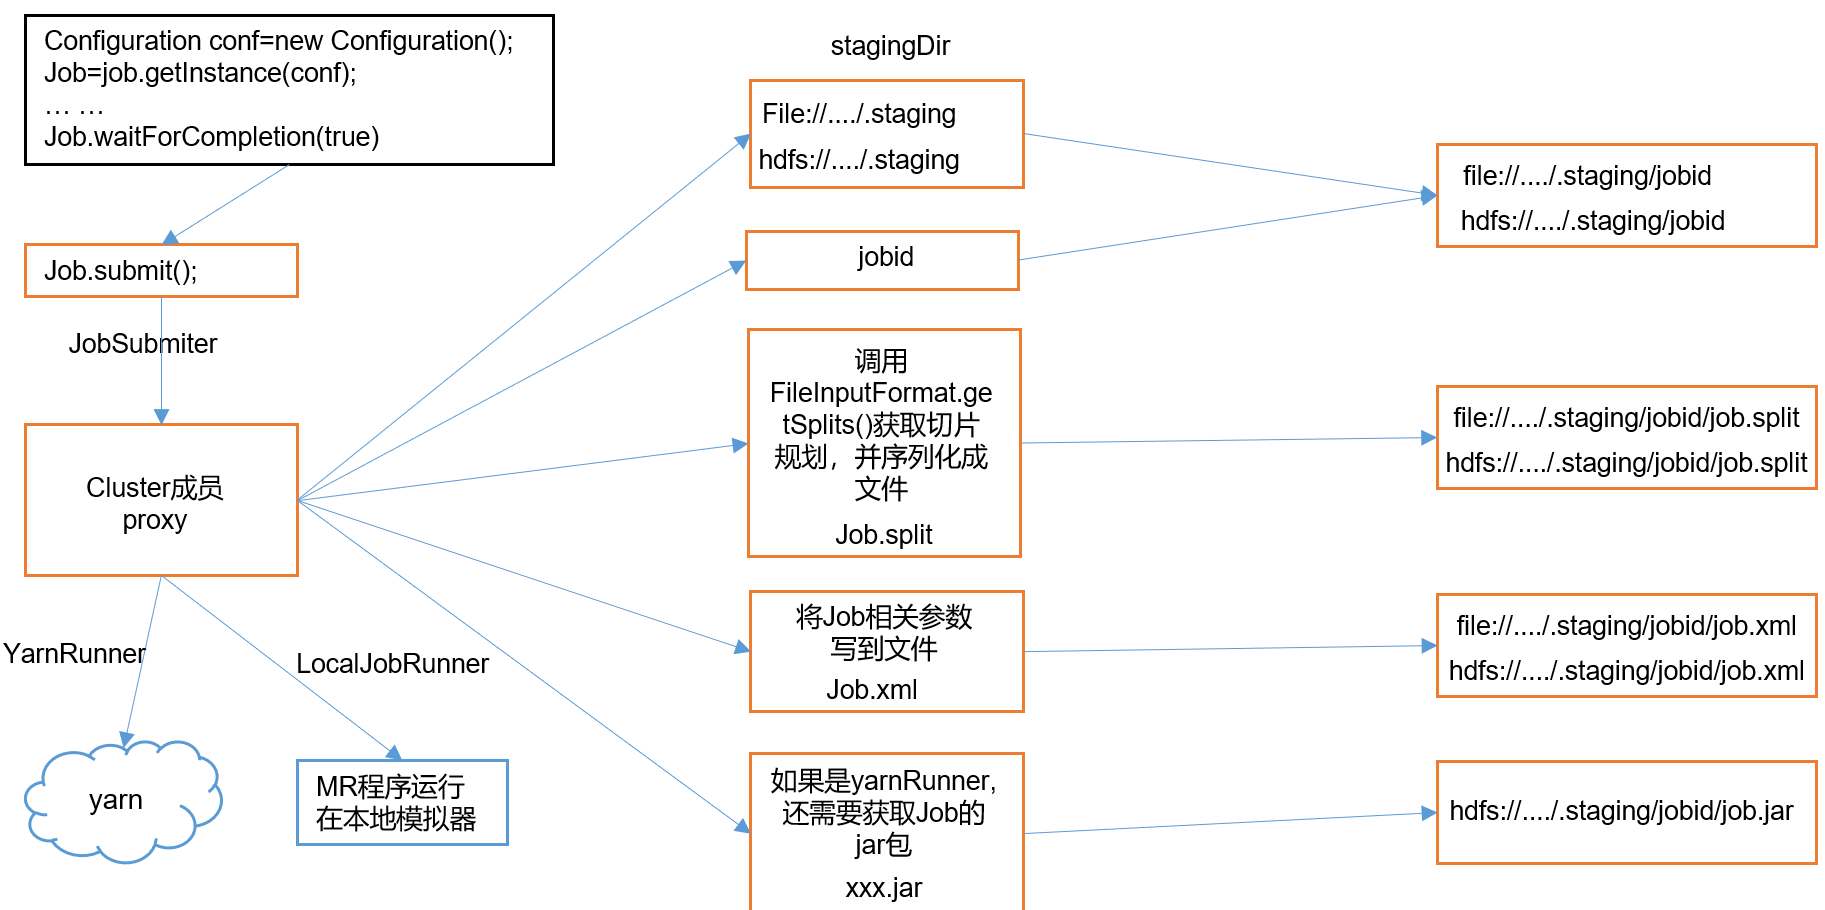 Configuration conf=new Configuration();
Job=job.getInstance(conf);
… …
Job.waitForCompletion(true)
Job.submit();
JobSubmiter
Cluster成员
proxy
YarnRunner
LocalJobRunner
yarn
MR程序运行
在本地模拟器
stagingDir
File://..../.staging
hdfs://..../.staging
jobid
调用
FileInputFormat.ge
tSplits()获取切片
规划，并序列化成
文件
Job.split
将Job相关参数
写到文件
Job.xml
如果是yarnRunner,
还需要获取Job的
jar包
xxx.jar
file://..../.staging/jobid
hdfs://..../.staging/jobid
file://..../.staging/jobid/job.split
hdfs://..../.staging/jobid/job.split
file://..../.staging/jobid/job.xml
hdfs://..../.staging/jobid/job.xml
hdfs://..../.staging/jobid/job.jar